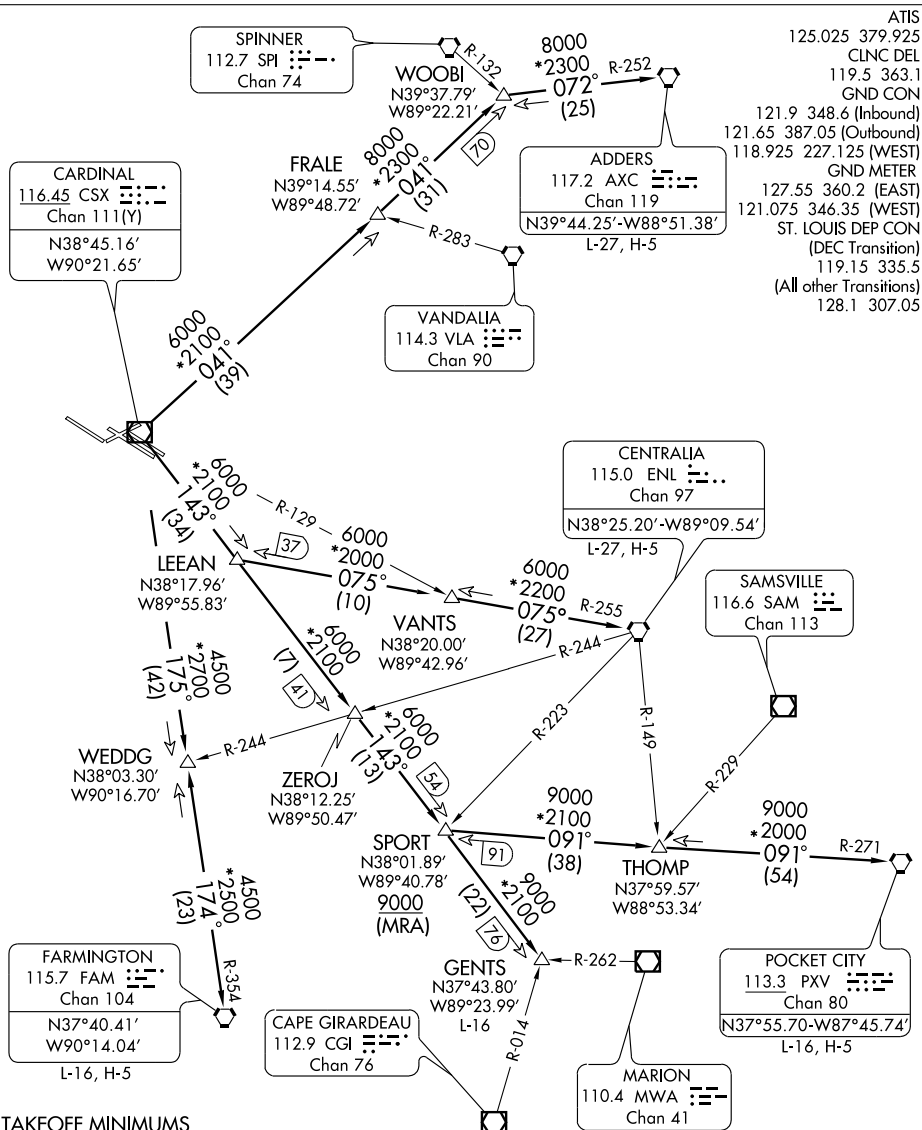 ATIS
125.025 379.925
CLNC DEL
119.5 363.1
GND CON
121.9 348.6 (Inbound)
121.65 387.05 (Outbound)
118.925 227.125 (WEST)
GND METER
127.55 360.2 (EAST)
121.075 346.35 (WEST)
ST. LOUIS DEP CON
(DEC Transition)
119.15 335.5
(All other Transitions)
128.1 307.05
SPINNER
112.7 SPI
Chan 74
R-132
WOOBI
N39°37.79'
W89°22.21'
8000
*2300
072°
(25)
R-252
ADDERS
117.2 AXC
Chan 119
N39°44.25'-W88°51.38'
L-27, H-5
70
8000
*2300
041°
(31)
FRALE
N39°14.55'
W89°48.72'
R-283
VANDALIA
114.3 VLA
Chan 90
CARDINAL
116.45 CSX
Chan 111(Y)
N38°45.16'
W90°21.65'
6000
*2100
041°
(39)
6000
*2100
143°
(34)
R-129
37
LEEAN
N38°17.96'
W89°55.83'
6000
*2000
075°
(10)
VANTS
N38°20.00'
W89°42.96'
6000
*2200
075°
(27)
R-255
CENTRALIA
115.0 ENL
Chan 97
N38°25.20'-W89°09.54'
L-27, H-5
SAMSVILLE
116.6 SAM
Chan 113
R-244
R-223
R-149
R-229
6000
*2100
(7)
41
4500
*2700
175°
(42)
WEDDG
N38°03.30'
W90°16.70'
R-244
ZEROJ
N38°12.25'
W89°50.47'
6000
*2100
143°
(13)
54
SPORT
N38°01.89'
W89°40.78'
9000
(MRA)
91
9000
*2100
091°
(38)
THOMP
N37°59.57'
W88°53.34'
9000
*2000
091°
(54)
R-271
POCKET CITY
113.3 PXV
Chan 80
N37°55.70-W87°45.74'
L-16, H-5
9000
*2100
(22)
76
GENTS
N37°43.80'
W89°23.99'
L-16
R-262
MARION
110.4 MWA
Chan 41
R-014
CAPE GIRARDEAU
112.9 CGI
Chan 76
4500
*2500
174°
(23)
R-354
FARMINGTON
115.7 FAM
Chan 104
N37°40.41'
W90°14.04'
L-16, H-5
TAKEOFF MINIMUMS